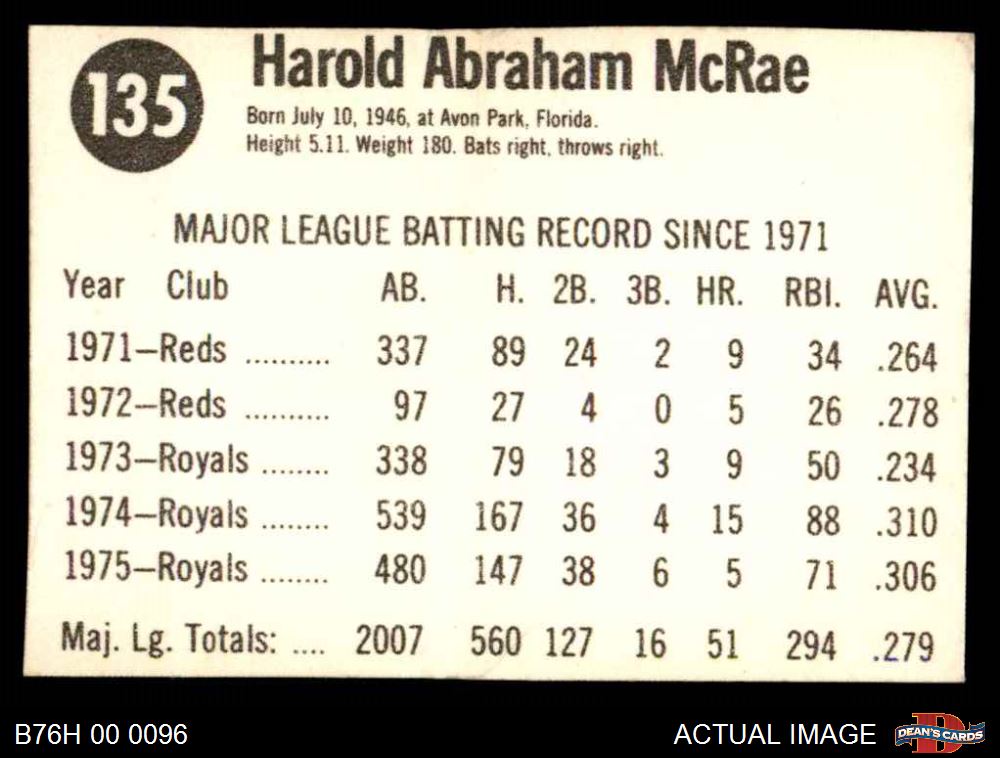 135
Harold Abraham McRae
Born July 10, 1946, at Avon Park, Florida.
Height 5.11. Weight 180. Bats right, throws right.
MAJOR LEAGUE BATTING RECORD SINCE 1971
Year Club AB. H. 2B. 3B. HR. RBI. AVG.
1971–Reds .......... 337 89 24 2 9 34 .264
1972–Reds .......... 97 27 4 0 5 26 .278
1973–Royals ........ 338 79 18 3 9 50 .234
1974–Royals ........ 539 167 36 4 15 88 .310
1975–Royals ........ 480 147 38 6 5 71 .306
Maj. Lg. Totals: .... 2007 560 127 16 51 294 .279
B76H 00 0096 ACTUAL IMAGE DEAN'S CARDS